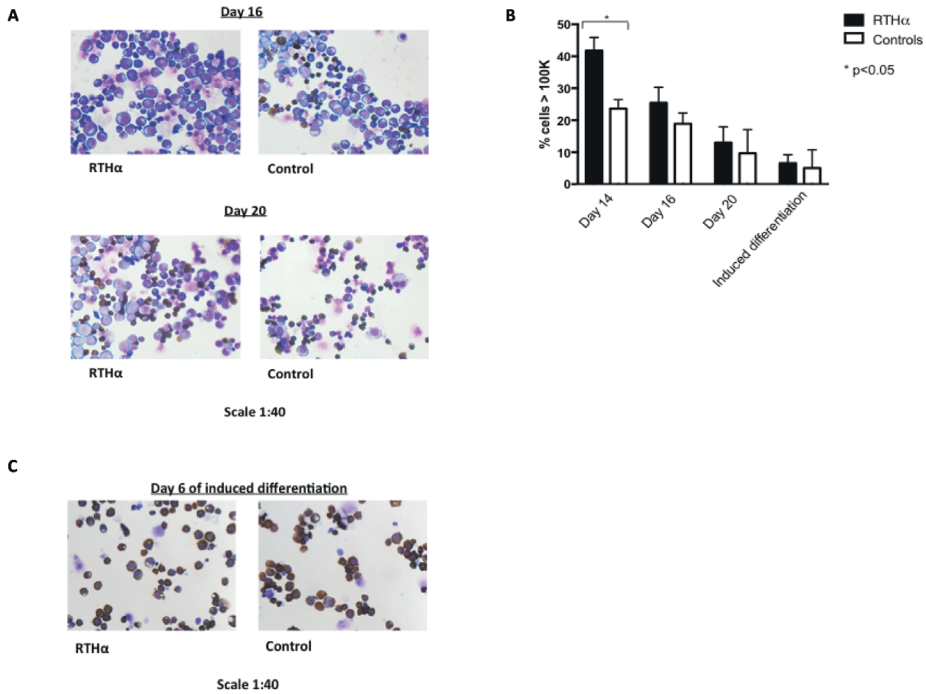 A
Day 16
RTHα
Control
Day 20
RTHα
Control
Scale 1:40
B
% cells > 100K
50
40
30
20
10
0
*
Day 14
Day 16
Day 20
Induced differentiation
RTHα
Controls
* p<0.05
C
Day 6 of induced differentiation
RTHα
Control
Scale 1:40